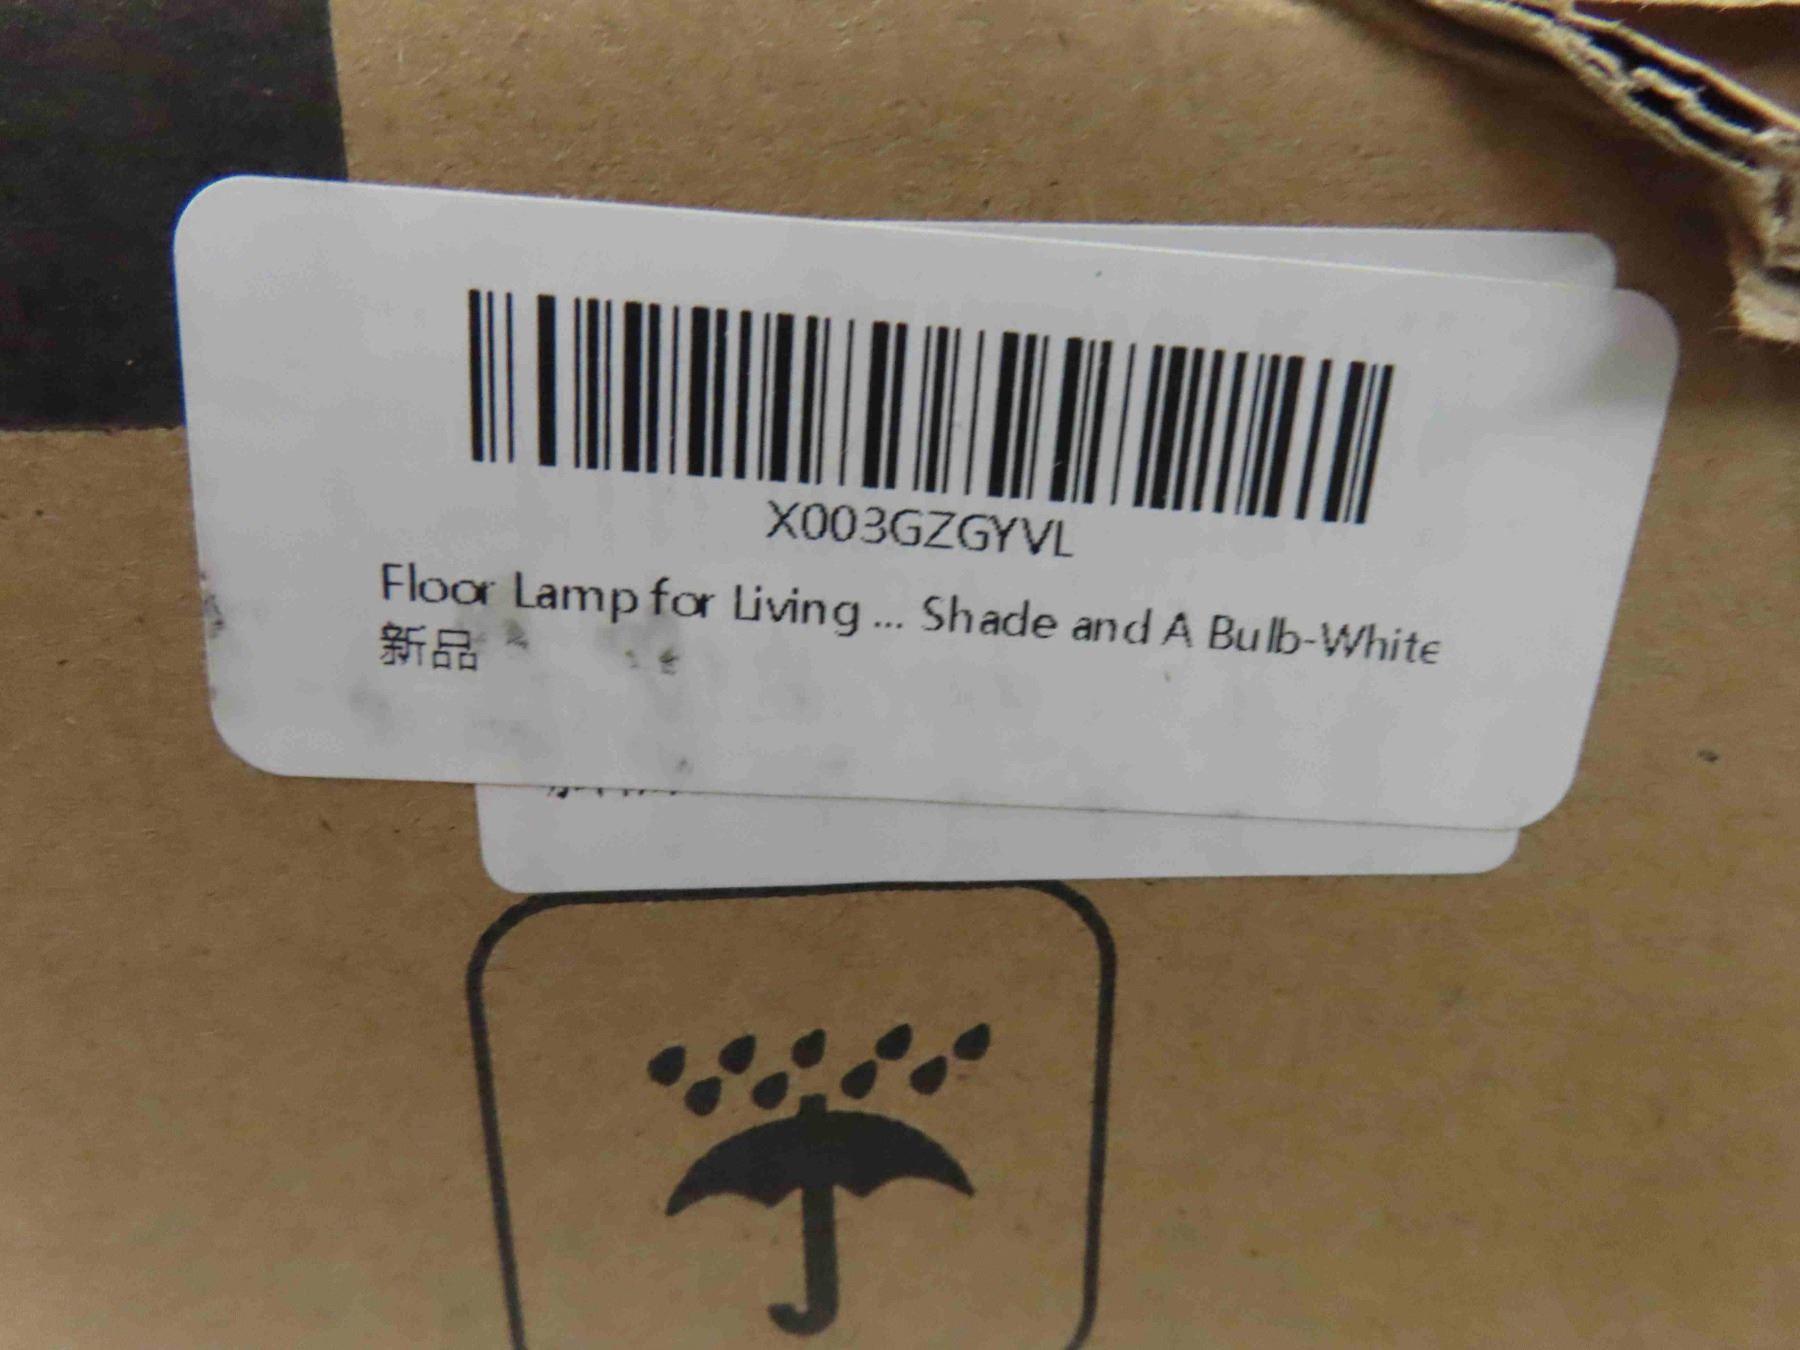 X003GZGYVL
Floor Lamp for Living ... Shade and A Bulb-White
新品